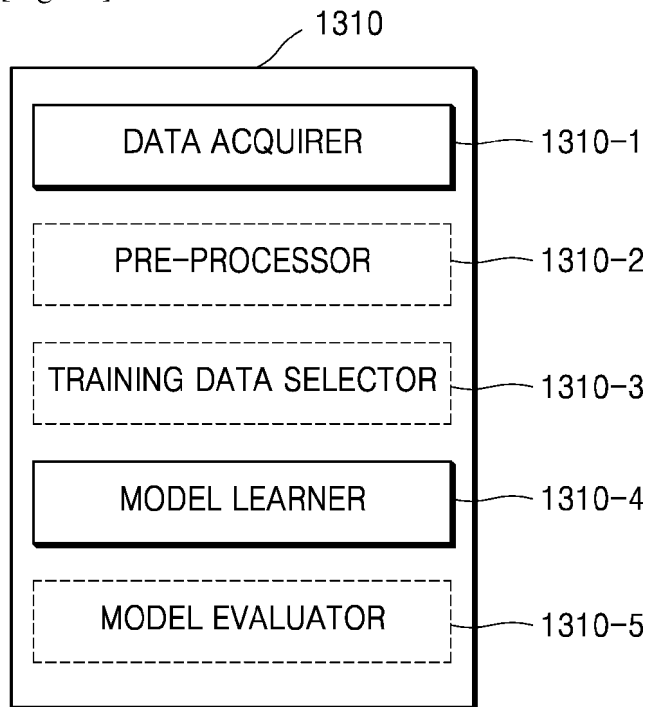 1310
DATA ACQUIRER 1310-1
PRE-PROCESSOR 1310-2
TRAINING DATA SELECTOR 1310-3
MODEL LEARNER 1310-4
MODEL EVALUATOR 1310-5